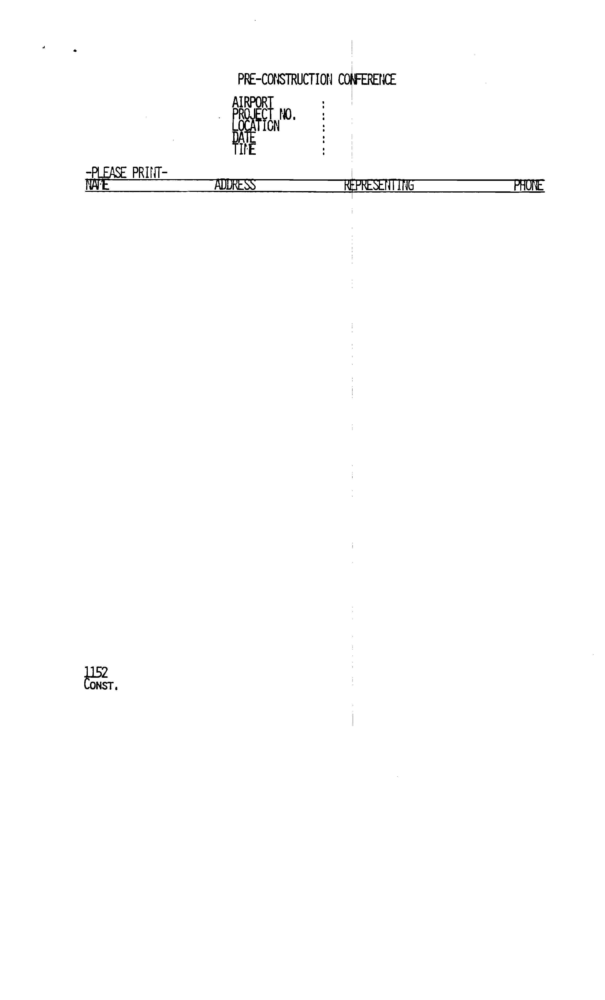 PRE-CONSTRUCTION CONFERENCE
AIRPORT :
PROJECT NO. :
LOCATION :
DATE :
TIME :
-PLEASE PRINT-
NAME ADDRESS REPRESENTING PHONE
1152
CONST.